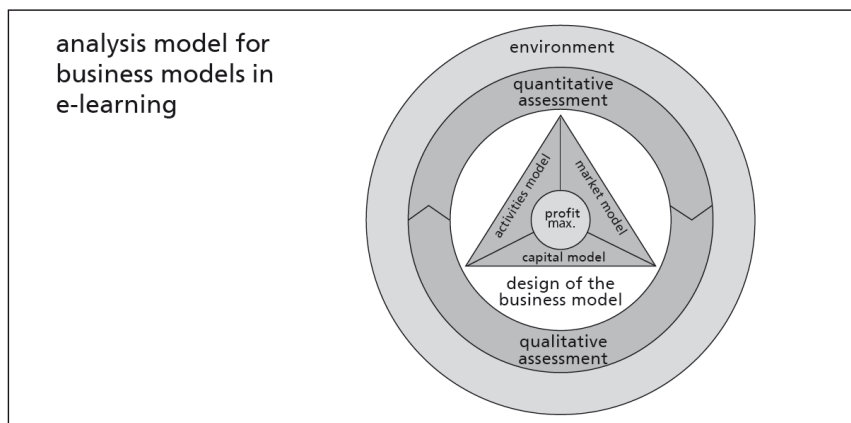 analysis model for
business models in
e-learning
environment
quantitative
assessment
activities model
market model
profit
max.
capital model
design of the
business model
qualitative
assessment